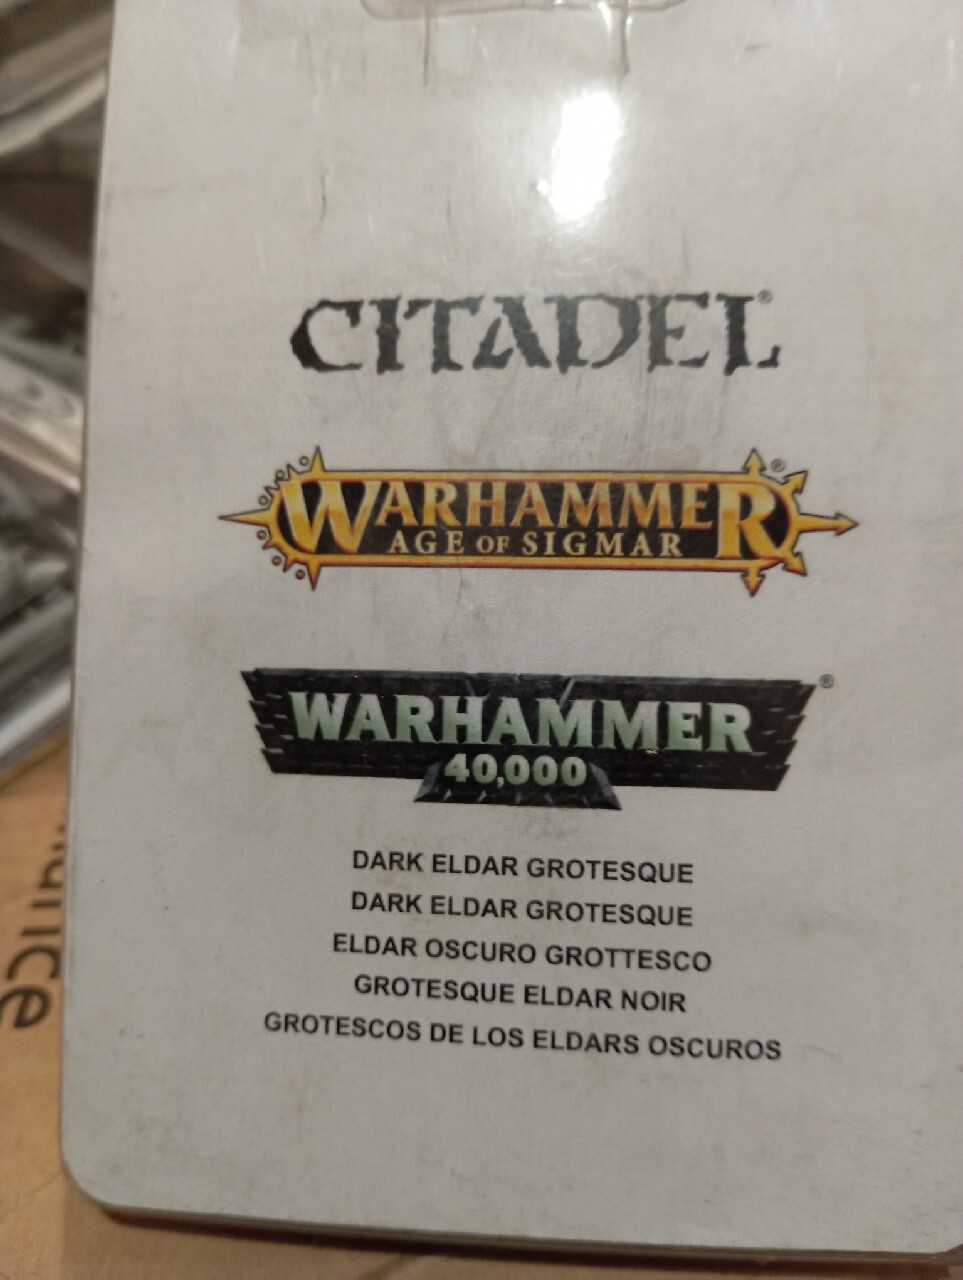 CITADEL®
WARHAMMER®
AGE OF SIGMAR
WARHAMMER®
40,000
DARK ELDAR GROTESQUE
DARK ELDAR GROTESQUE
ELDAR OSCURO GROTTESCO
GROTESQUE ELDAR NOIR
GROTESCOS DE LOS ELDARS OSCUROS